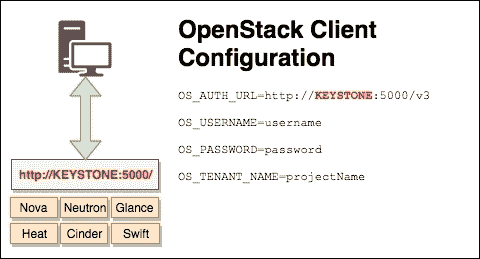 OpenStack Client
Configuration
OS_AUTH_URL=http://KEYSTONE:5000/v3
OS_USERNAME=username
OS_PASSWORD=password
OS_TENANT_NAME=projectName
http://KEYSTONE:5000/
Nova Neutron Glance
Heat Cinder Swift